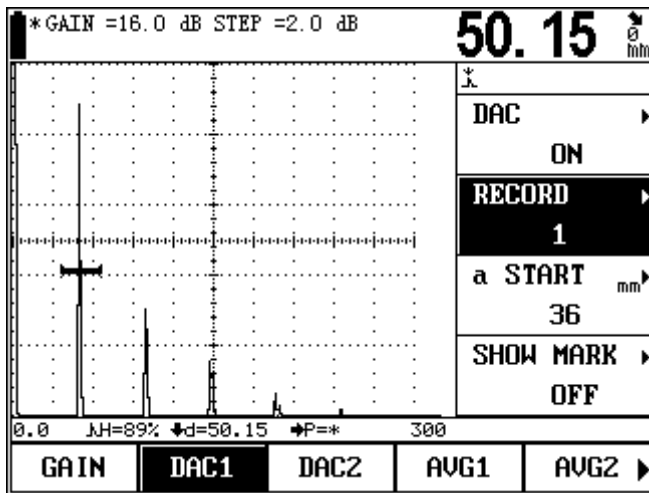 *GAIN =16.0 dB STEP =2.0 dB
50.15 mm
DAC
ON
RECORD
1
a START mm
36
SHOW MARK
OFF
0.0 H=89% d=50.15 P=* 300
GAIN DAC1 DAC2 AVG1 AVG2